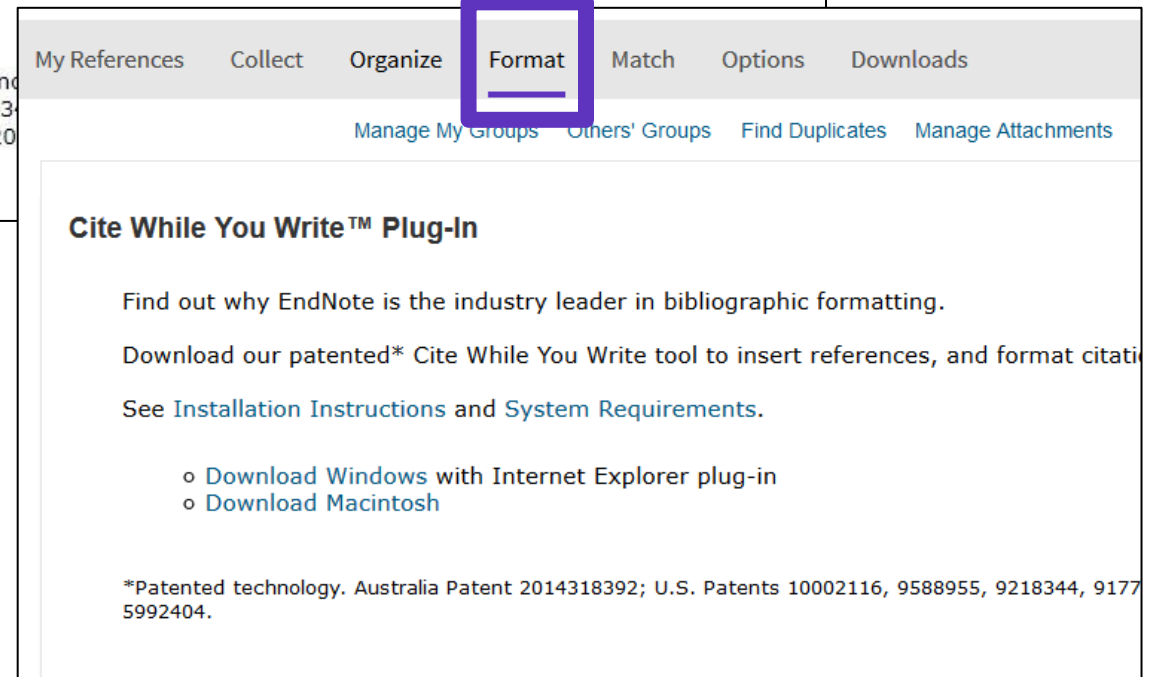 My References Collect Organize Format Match Options Downloads
Manage My Groups Others' Groups Find Duplicates Manage Attachments
Cite While You Write™ Plug-In
Find out why EndNote is the industry leader in bibliographic formatting.
Download our patented* Cite While You Write tool to insert references, and format
See Installation Instructions and System Requirements.
o Download Windows with Internet Explorer plug-in
o Download Macintosh
*Patented technology. Australia Patent 2014318392; U.S. Patents 10002116, 9588955, 9218344, 9177
5992404.